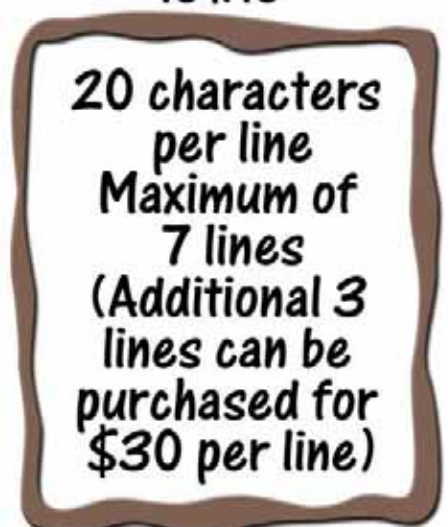 20 characters
per line
Maximum of
7 lines
(Additional 3
lines can be
purchased for
$30 per line)